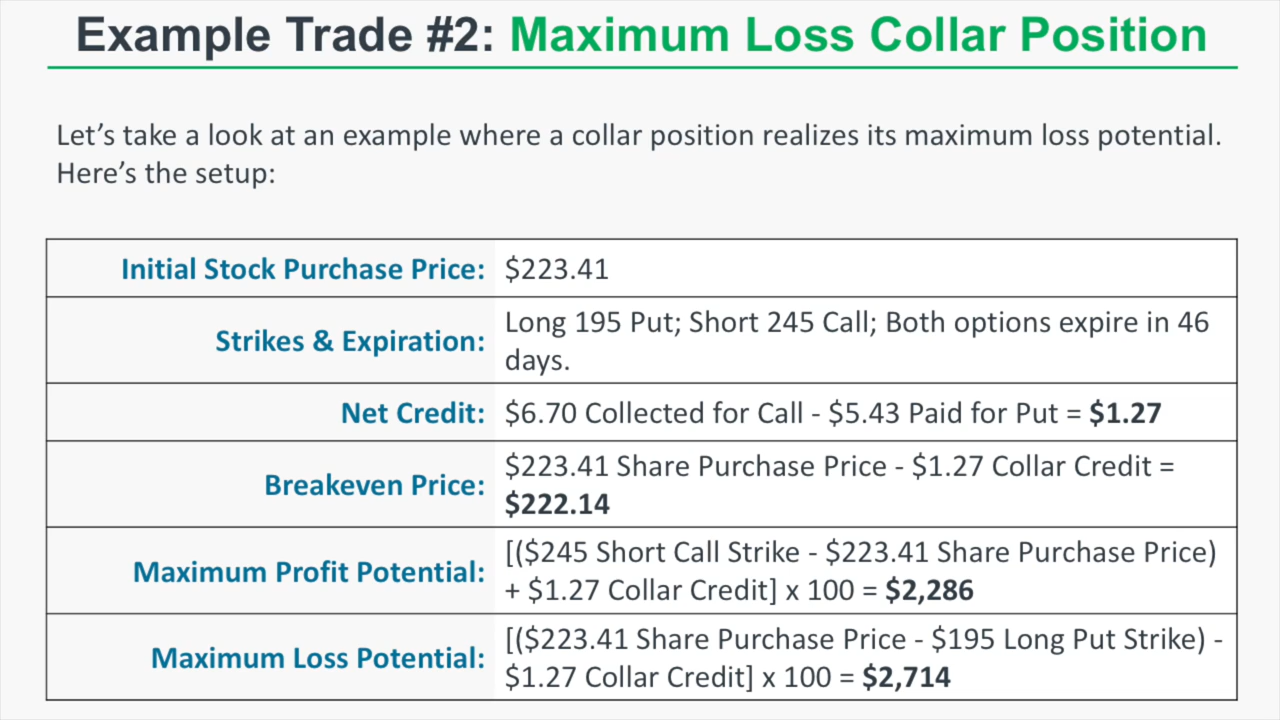 Example Trade #2: Maximum Loss Collar Position
Let’s take a look at an example where a collar position realizes its maximum loss potential.
Here’s the setup:
Initial Stock Purchase Price: $223.41
Strikes & Expiration: Long 195 Put; Short 245 Call; Both options expire in 46
days.
Net Credit: $6.70 Collected for Call - $5.43 Paid for Put = $1.27
Breakeven Price: $223.41 Share Purchase Price - $1.27 Collar Credit =
$222.14
Maximum Profit Potential: [($245 Short Call Strike - $223.41 Share Purchase Price)
+ $1.27 Collar Credit] x 100 = $2,286
Maximum Loss Potential: [($223.41 Share Purchase Price - $195 Long Put Strike) -
$1.27 Collar Credit] x 100 = $2,714